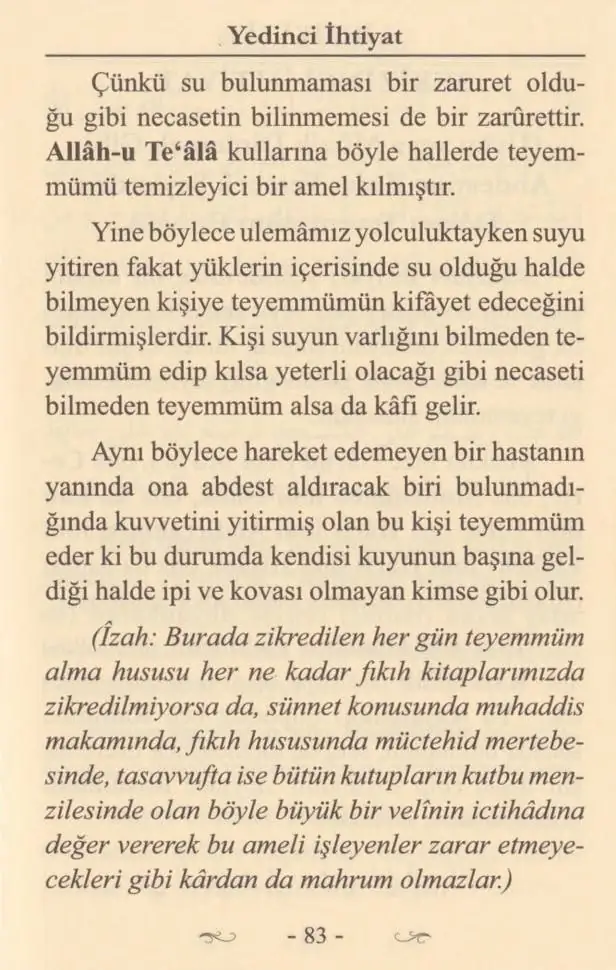 Yedinci İhtiyat
Çünkü su bulunmaması bir zaruret oldu-
ğu gibi necasetin bilinmemesi de bir zarûrettir.
Allâh-u Te‘âlâ kullarına böyle hallerde teyem-
mümü temizleyici bir amel kılmıştır.
Yine böylece ulemâmız yolculuktayken suyu
yitiren fakat yüklerin içerisinde su olduğu halde
bilmeyen kişiye teyemmümün kifâyet edeceğini
bildirmişlerdir. Kişi suyun varlığını bilmeden te-
yemmüm edip kılsa yeterli olacağı gibi necaseti
bilmeden teyemmüm alsa da kâfi gelir.
Aynı böylece hareket edemeyen bir hastanın
yanında ona abdest aldıracak biri bulunmadı-
ğında kuvvetini yitirmiş olan bu kişi teyemmüm
eder ki bu durumda kendisi kuyunun başına gel-
diği halde ipi ve kovası olmayan kimse gibi olur.
(Îzah: Burada zikredilen her gün teyemmüm
alma hususu her ne kadar fıkıh kitaplarımızda
zikredilmiyorsa da, sünnet konusunda muhaddis
makamında, fıkıh hususunda müctehid mertebe-
sinde, tasavvufta ise bütün kutupların kutbu men-
zilesinde olan böyle büyük bir velînin ictihâdına
değer vererek bu ameli işleyenler zarar etmeye-
cekleri gibi kârdan da mahrum olmazlar.)
- 83 -